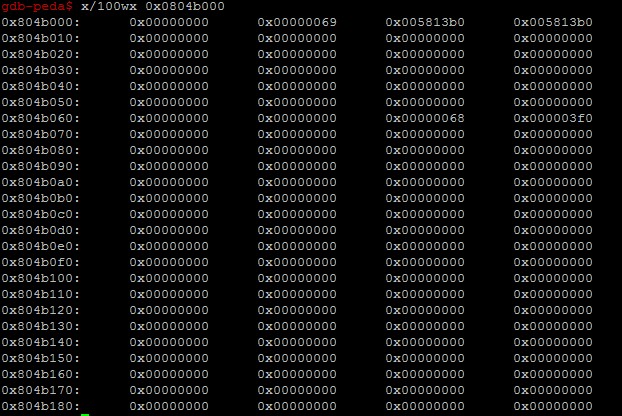 gdb-peda$ x/100wx 0x0804b000
0x804b000: 0x00000000 0x00000069 0x005813b0 0x005813b0
0x804b010: 0x00000000 0x00000000 0x00000000 0x00000000
0x804b020: 0x00000000 0x00000000 0x00000000 0x00000000
0x804b030: 0x00000000 0x00000000 0x00000000 0x00000000
0x804b040: 0x00000000 0x00000000 0x00000000 0x00000000
0x804b050: 0x00000000 0x00000000 0x00000000 0x00000000
0x804b060: 0x00000000 0x00000000 0x00000068 0x000003f0
0x804b070: 0x00000000 0x00000000 0x00000000 0x00000000
0x804b080: 0x00000000 0x00000000 0x00000000 0x00000000
0x804b090: 0x00000000 0x00000000 0x00000000 0x00000000
0x804b0a0: 0x00000000 0x00000000 0x00000000 0x00000000
0x804b0b0: 0x00000000 0x00000000 0x00000000 0x00000000
0x804b0c0: 0x00000000 0x00000000 0x00000000 0x00000000
0x804b0d0: 0x00000000 0x00000000 0x00000000 0x00000000
0x804b0e0: 0x00000000 0x00000000 0x00000000 0x00000000
0x804b0f0: 0x00000000 0x00000000 0x00000000 0x00000000
0x804b100: 0x00000000 0x00000000 0x00000000 0x00000000
0x804b110: 0x00000000 0x00000000 0x00000000 0x00000000
0x804b120: 0x00000000 0x00000000 0x00000000 0x00000000
0x804b130: 0x00000000 0x00000000 0x00000000 0x00000000
0x804b140: 0x00000000 0x00000000 0x00000000 0x00000000
0x804b150: 0x00000000 0x00000000 0x00000000 0x00000000
0x804b160: 0x00000000 0x00000000 0x00000000 0x00000000
0x804b170: 0x00000000 0x00000000 0x00000000 0x00000000
0x804b180: 0x00000000 0x00000000 0x00000000 0x00000000